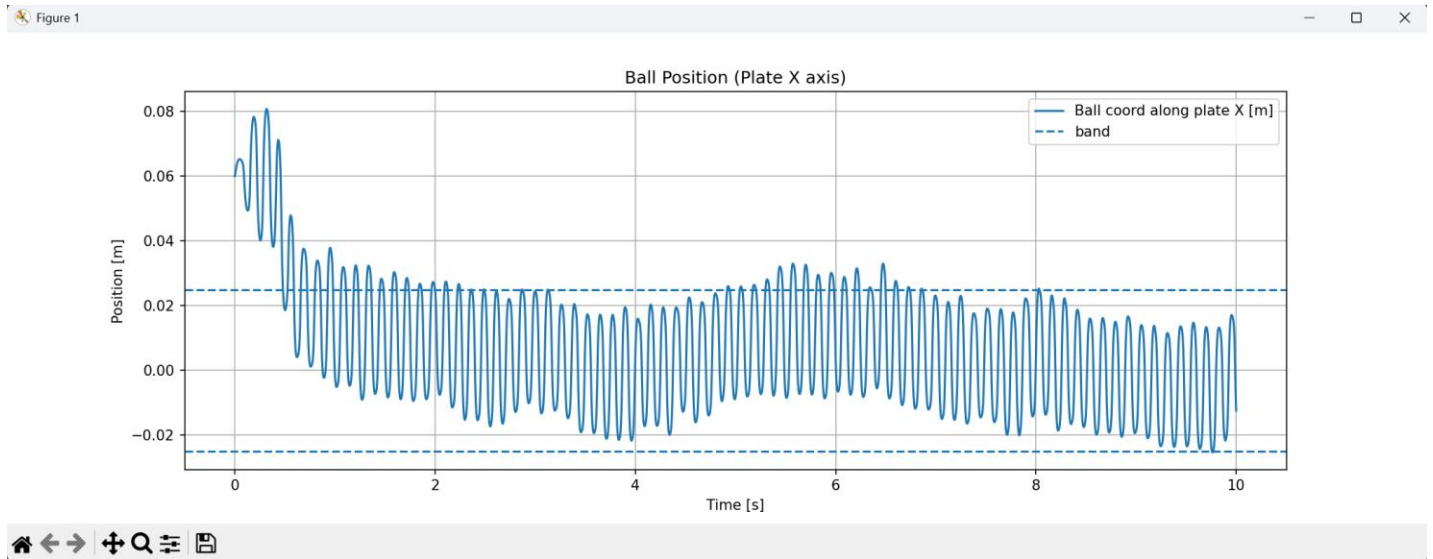 Figure 1
Ball Position (Plate X axis)
Ball coord along plate X [m]
band
Position [m]
0.08
0.06
0.04
0.02
0.00
−0.02
0
2
4
6
8
10
Time [s]